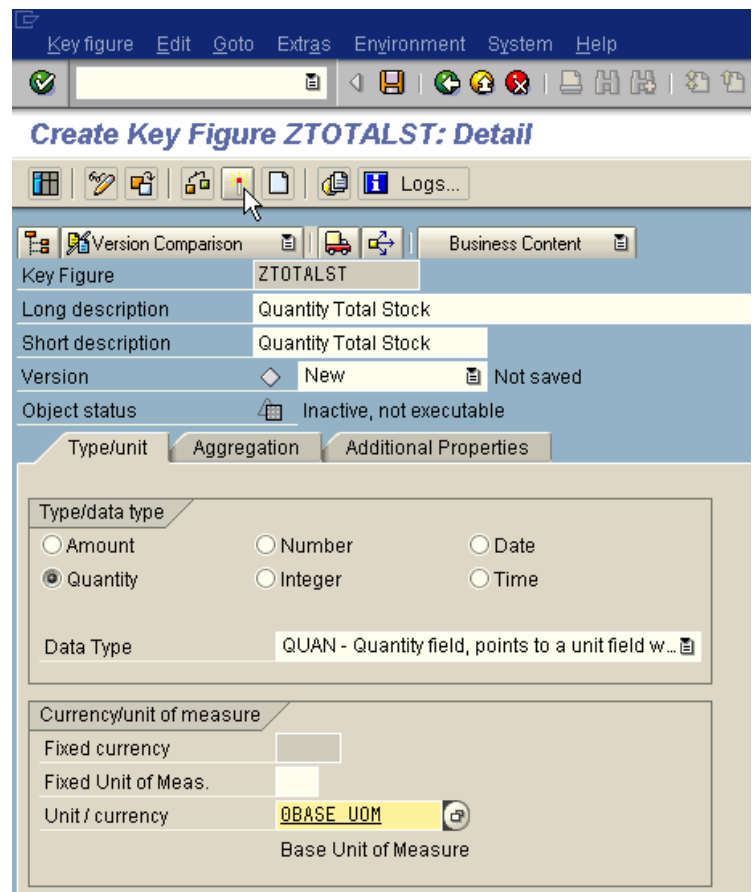 Key figure Edit Goto Extras Environment System Help
Create Key Figure ZTOTALST: Detail
Logs...
Version Comparison Business Content
Key Figure ZTOTALST
Long description Quantity Total Stock
Short description Quantity Total Stock
Version New Not saved
Object status Inactive, not executable
Type/unit Aggregation Additional Properties
Type/data type
Amount Number Date
Quantity Integer Time
Data Type QUAN - Quantity field, points to a unit field w...
Currency/unit of measure
Fixed currency
Fixed Unit of Meas.
Unit / currency 0BASE_UOM
Base Unit of Measure